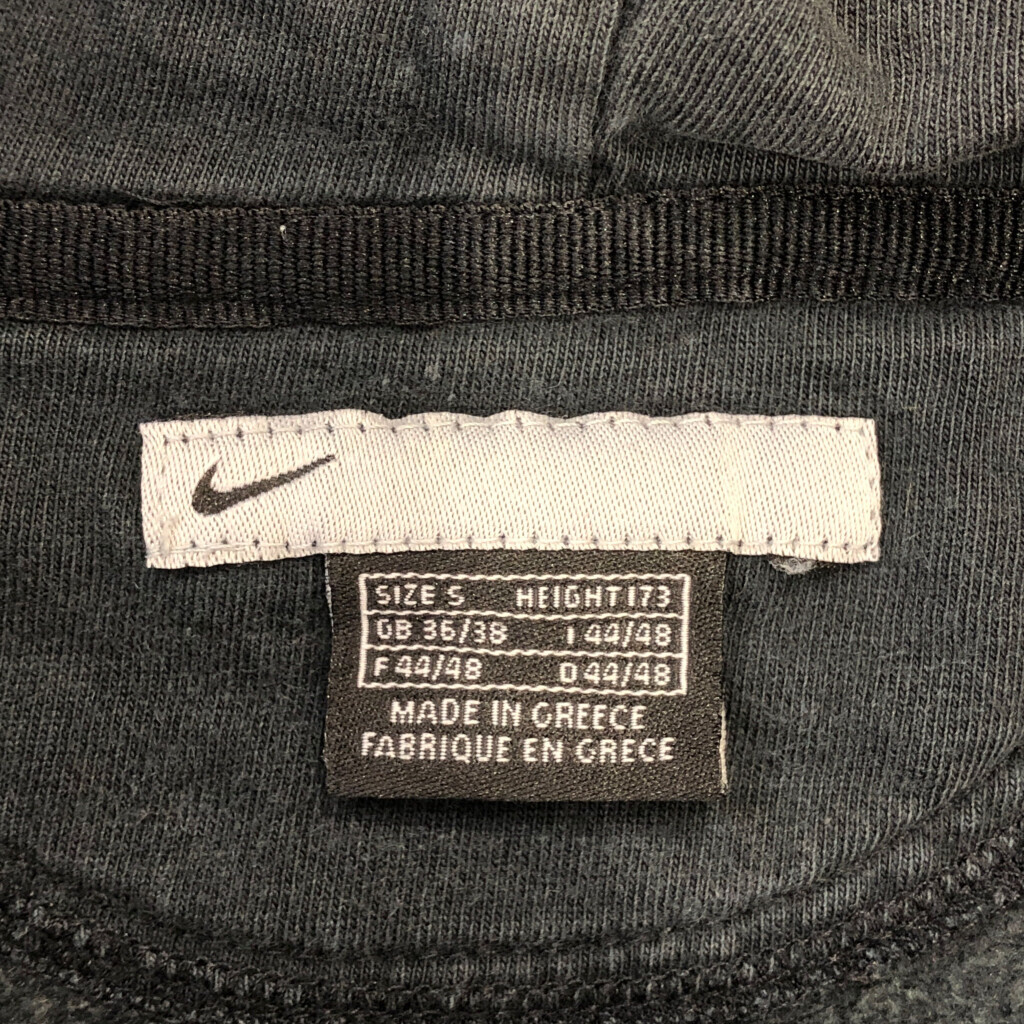 SIZE S HEIGHT 173
GB 36/38 I 44/48
F 44/48 D 44/48
MADE IN GREECE
FABRIQUE EN GRECE